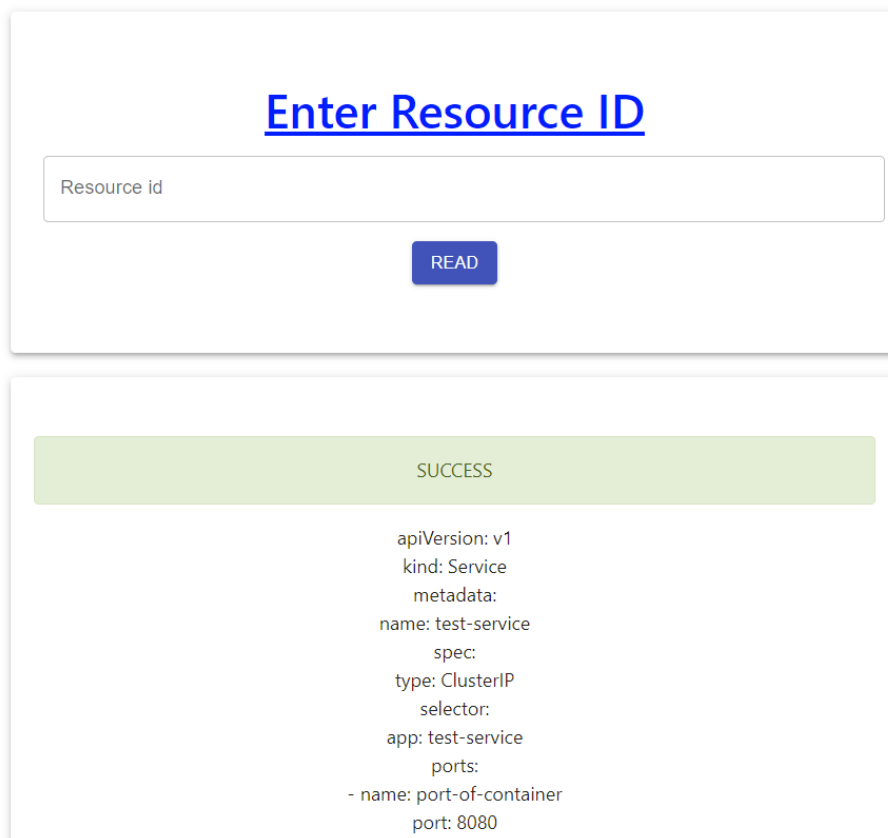 Enter Resource ID
Resource id
READ
SUCCESS
apiVersion: v1
kind: Service
metadata:
name: test-service
spec:
type: ClusterIP
selector:
app: test-service
ports:
- name: port-of-container
port: 8080